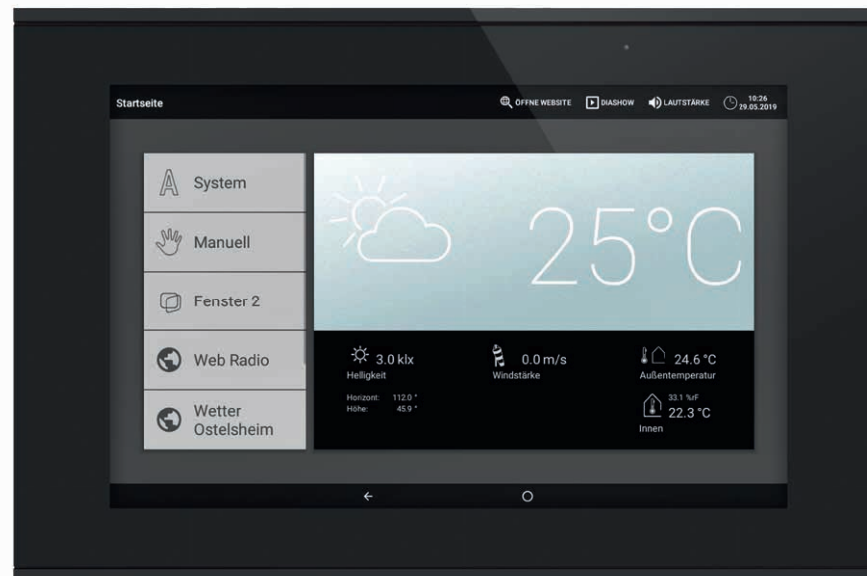 Startseite
ÖFFNE WEBSITE DIASHOW LAUTSTÄRKE 10:26
29.05.2019
System
Manuell
Fenster 2
Web Radio
Wetter
Ostelsheim
25°C
3.0 klx
Helligkeit
Horizont: 112.0 °
Höhe: 45.9 °
0.0 m/s
Windstärke
24.6 °C
Außentemperatur
33.1 %rF
22.3 °C
Innen